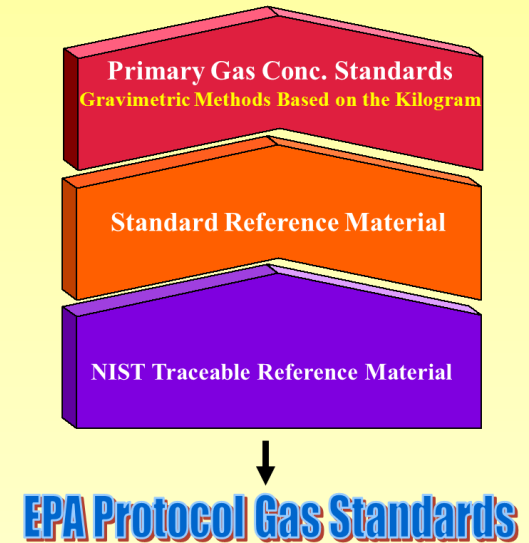 Primary Gas Conc. Standards
Gravimetric Methods Based on the Kilogram
Standard Reference Material
NIST Traceable Reference Material
EPA Protocol Gas Standards